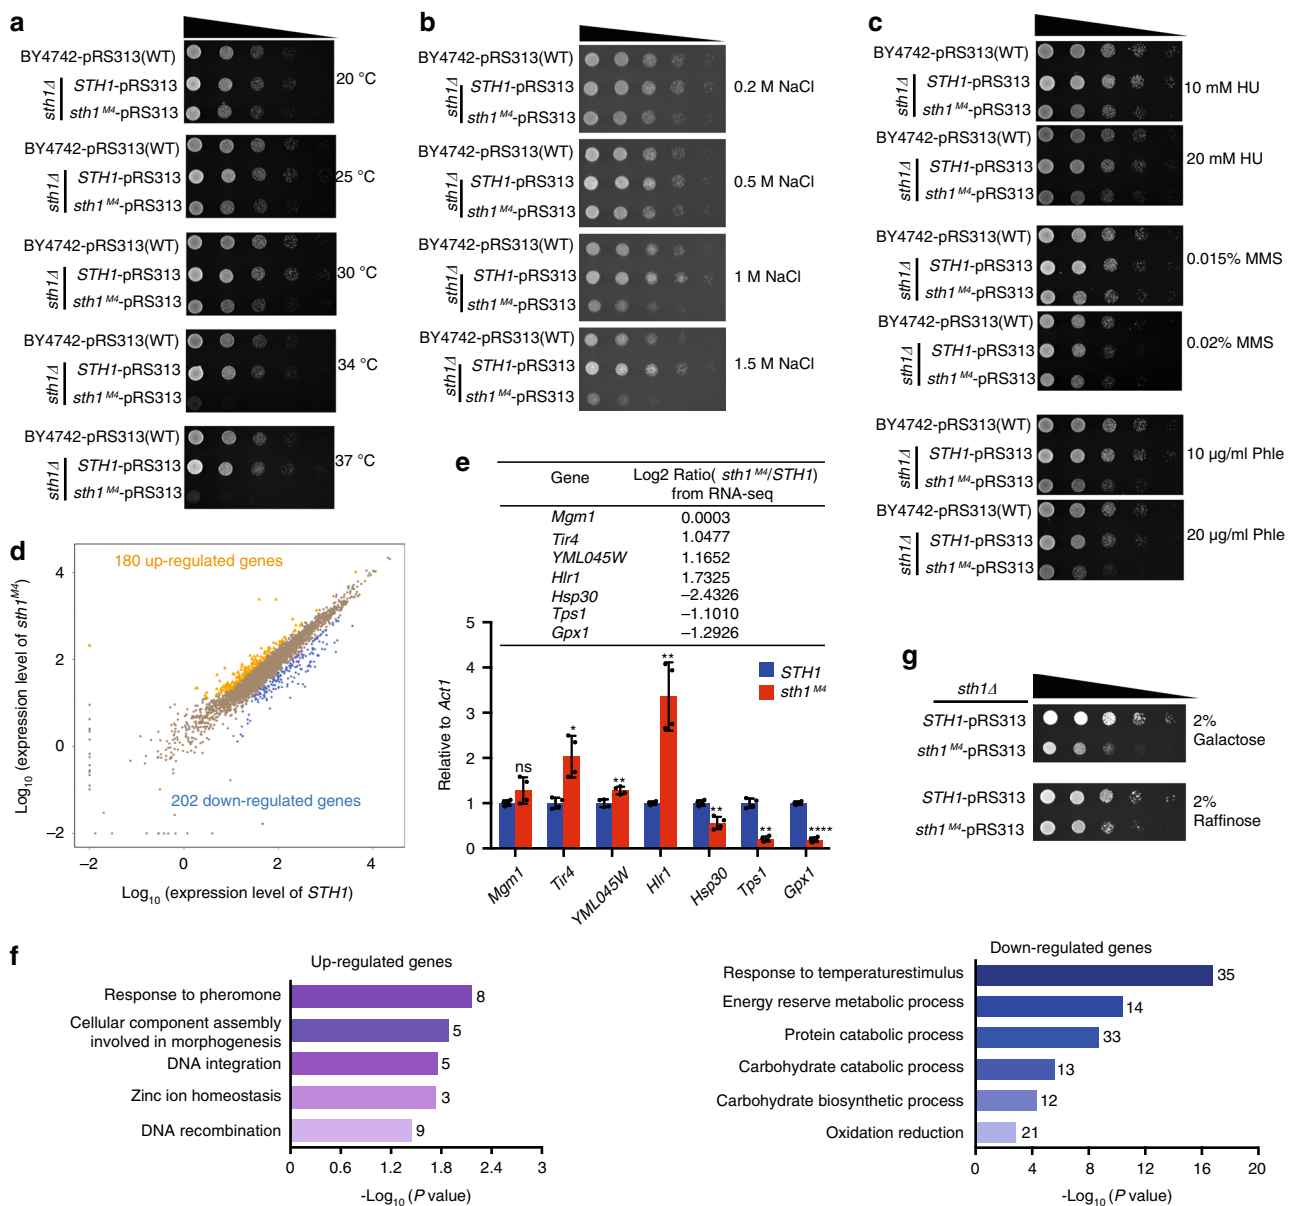 a
BY4742-pRS313(WT)
sth1Δ
STH1-pRS313
sth1 M4-pRS313
20 °C
BY4742-pRS313(WT)
sth1Δ
STH1-pRS313
sth1 M4-pRS313
25 °C
BY4742-pRS313(WT)
sth1Δ
STH1-pRS313
sth1 M4-pRS313
30 °C
BY4742-pRS313(WT)
sth1Δ
STH1-pRS313
sth1 M4-pRS313
34 °C
BY4742-pRS313(WT)
sth1Δ
STH1-pRS313
sth1 M4-pRS313
37 °C
b
BY4742-pRS313(WT)
sth1Δ
STH1-pRS313
sth1 M4-pRS313
0.2 M NaCl
BY4742-pRS313(WT)
sth1Δ
STH1-pRS313
sth1 M4-pRS313
0.5 M NaCl
BY4742-pRS313(WT)
sth1Δ
STH1-pRS313
sth1 M4-pRS313
1 M NaCl
BY4742-pRS313(WT)
sth1Δ
STH1-pRS313
sth1 M4-pRS313
1.5 M NaCl
c
BY4742-pRS313(WT)
sth1Δ
STH1-pRS313
sth1 M4-pRS313
10 mM HU
BY4742-pRS313(WT)
sth1Δ
STH1-pRS313
sth1 M4-pRS313
20 mM HU
BY4742-pRS313(WT)
sth1Δ
STH1-pRS313
sth1 M4-pRS313
0.015% MMS
BY4742-pRS313(WT)
sth1Δ
STH1-pRS313
sth1 M4-pRS313
0.02% MMS
BY4742-pRS313(WT)
sth1Δ
STH1-pRS313
sth1 M4-pRS313
10 µg/ml Phle
BY4742-pRS313(WT)
sth1Δ
STH1-pRS313
sth1 M4-pRS313
20 µg/ml Phle
d
180 up-regulated genes
202 down-regulated genes
Log10 (expression level of sth1M4)
4
2
0
−2
−2 0 2 4
Log10 (expression level of STH1)
e
Gene Log2 Ratio( sth1 M4/STH1) from RNA-seq
Mgm1 0.0003
Tir4 1.0477
YML045W 1.1652
Hlr1 1.7325
Hsp30 −2.4326
Tps1 −1.1010
Gpx1 −1.2926
Relative to Act1
5
4
3
2
1
0
STH1
sth1 M4
ns * ** ** ** ** ****
Mgm1 Tir4 YML045W Hlr1 Hsp30 Tps1 Gpx1
g
sth1Δ
STH1-pRS313
sth1 M4-pRS313
2% Galactose
STH1-pRS313
sth1 M4-pRS313
2% Raffinose
f
Up-regulated genes
Response to pheromone 8
Cellular component assembly
involved in morphogenesis 5
DNA integration 5
Zinc ion homeostasis 3
DNA recombination 9
0 0.6 1.2 1.8 2.4 3
-Log10 (P value)
Down-regulated genes
Response to temperaturestimulus 35
Energy reserve metabolic process 14
Protein catabolic process 33
Carbohydrate catabolic process 13
Carbohydrate biosynthetic process 12
Oxidation reduction 21
0 4 8 12 16 20
-Log10 (P value)